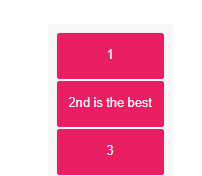 1
2nd is the best
3